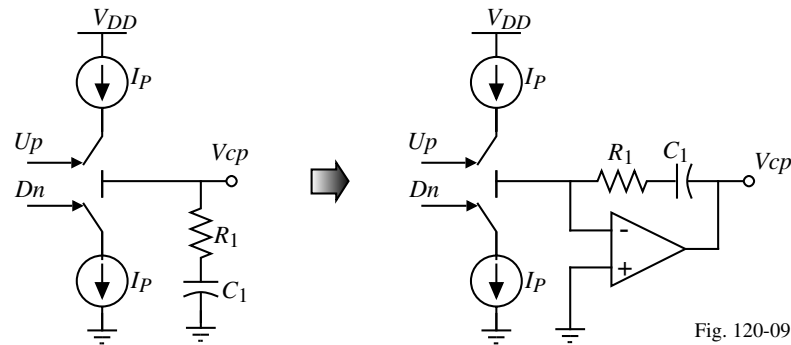 VDD
IP
Up
Vcp
Dn
R1
IP
C1
VDD
IP
Up
R1
C1
Vcp
Dn
-
+
IP
Fig. 120-09